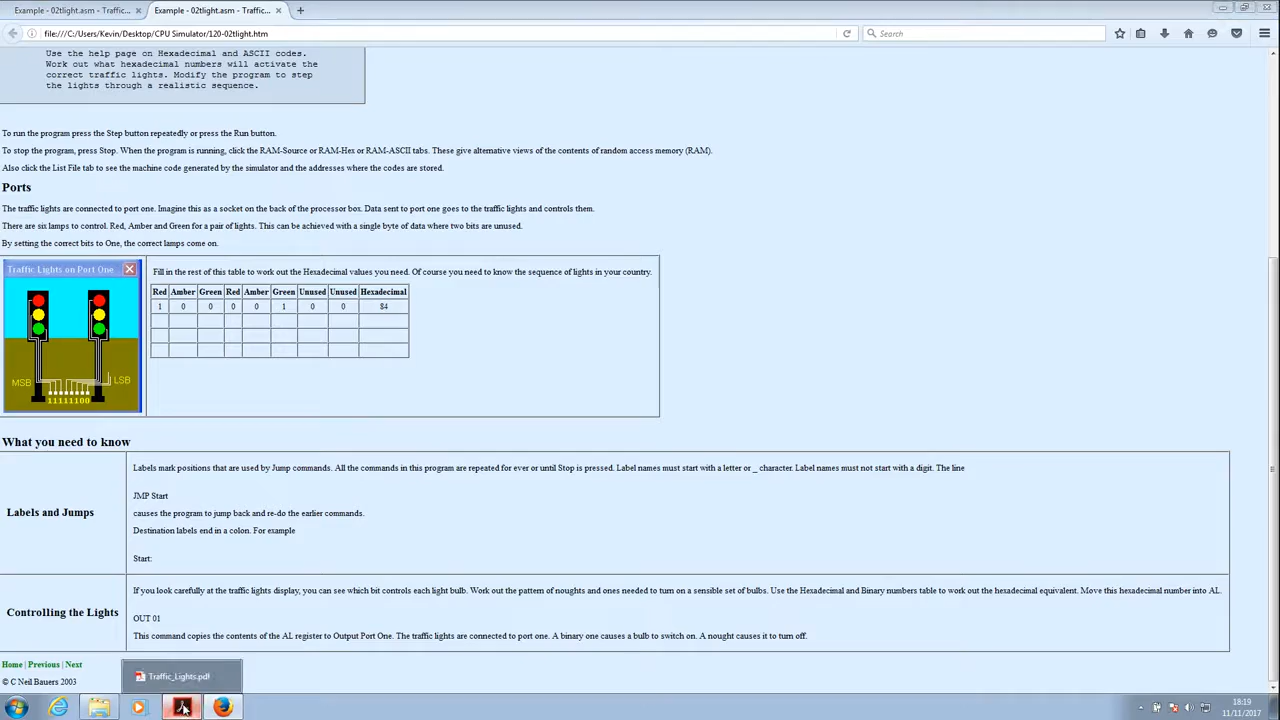 Example - 02tlight.asm - Traffic...
Example - 02tlight.asm - Traffic...
file:///C:/Users/Kevin/Desktop/CPU Simulator/120-02tlight.htm
Search
Use the help page on Hexadecimal and ASCII codes.
Work out what hexadecimal numbers will activate the
correct traffic lights. Modify the program to step
the lights through a realistic sequence.
To run the program press the Step button repeatedly or press the Run button.
To stop the program, press Stop. When the program is running, click the RAM-Source or RAM-Hex or RAM-ASCII tabs. These give alternative views of the contents of random access memory (RAM).
Also click the List File tab to see the machine code generated by the simulator and the addresses where the codes are stored.
Ports
The traffic lights are connected to port one. Imagine this as a socket on the back of the processor box. Data sent to port one goes to the traffic lights and controls them.
There are six lamps to control. Red, Amber and Green for a pair of lights. This can be achieved with a single byte of data where two bits are unused.
By setting the correct bits to One, the correct lamps come on.
Traffic Lights on Port One
MSB
LSB
11111100
Fill in the rest of this table to work out the Hexadecimal values you need. Of course you need to know the sequence of lights in your country.
Red Amber Green Red Amber Green Unused Unused Hexadecimal
1 0 0 0 0 1 0 0 84
What you need to know
Labels and Jumps
Labels mark positions that are used by Jump commands. All the commands in this program are repeated for ever or until Stop is pressed. Label names must start with a letter or _ character. Label names must not start with a digit. The line
JMP Start
causes the program to jump back and re-do the earlier commands.
Destination labels end in a colon. For example
Start:
Controlling the Lights
If you look carefully at the traffic lights display, you can see which bit controls each light bulb. Work out the pattern of noughts and ones needed to turn on a sensible set of bulbs. Use the Hexadecimal and Binary numbers table to work out the hexadecimal equivalent. Move this hexadecimal number into AL.
OUT 01
This command copies the contents of the AL register to Output Port One. The traffic lights are connected to port one. A binary one causes a bulb to switch on. A nought causes it to turn off.
Home | Previous | Next
© C Neil Bauers 2003
Traffic_Lights.pdf
18:19
11/11/2017